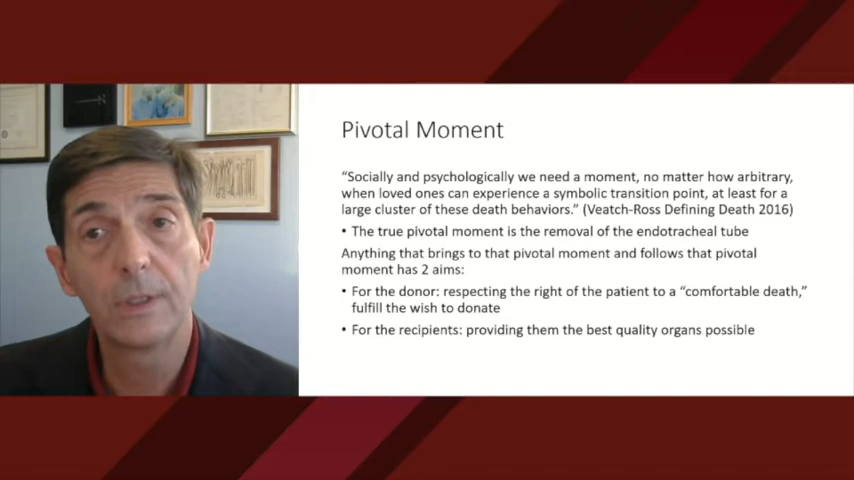 Pivotal Moment
“Socially and psychologically we need a moment, no matter how arbitrary,
when loved ones can experience a symbolic transition point, at least for a
large cluster of these death behaviors.” (Veatch-Ross Defining Death 2016)
• The true pivotal moment is the removal of the endotracheal tube
Anything that brings to that pivotal moment and follows that pivotal
moment has 2 aims:
• For the donor: respecting the right of the patient to a “comfortable death,”
fulfill the wish to donate
• For the recipients: providing them the best quality organs possible